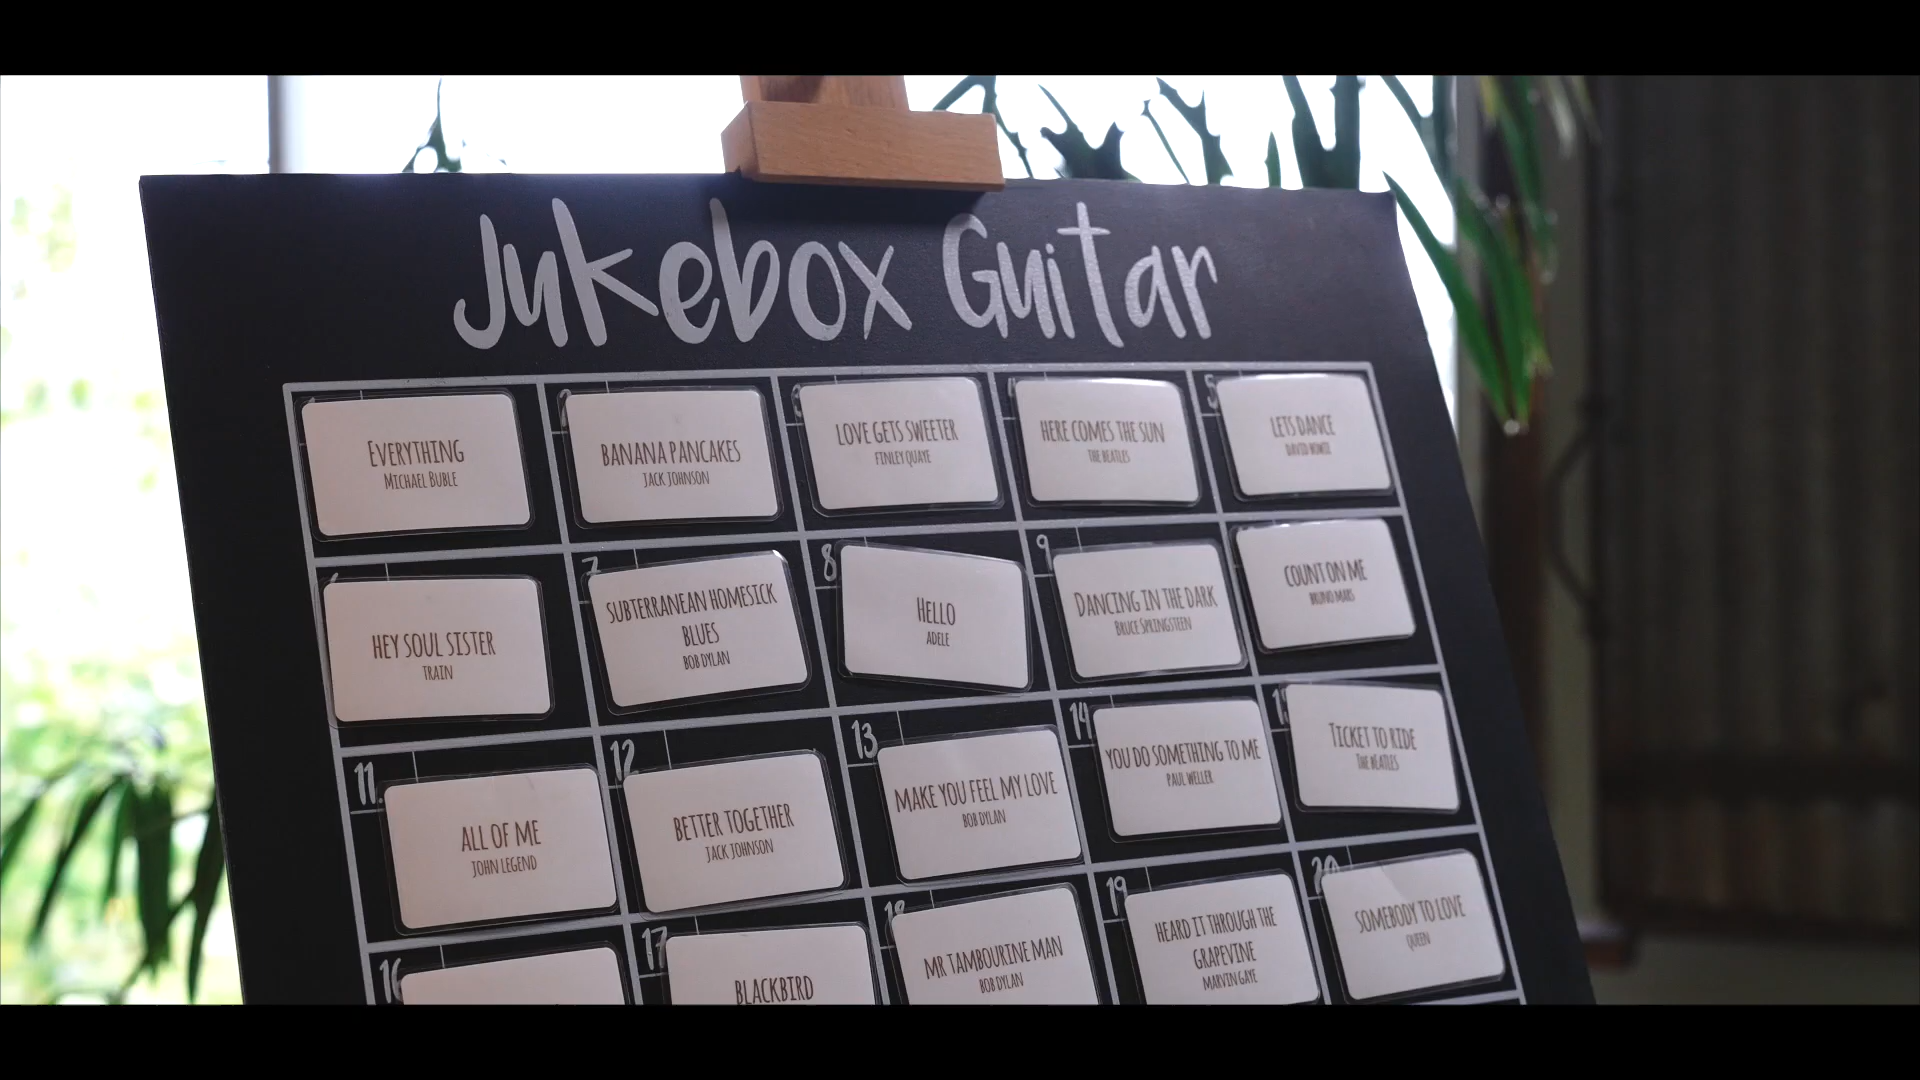 Jukebox Guitar
EVERYTHING
MICHAEL BUBLE
2
BANANA PANCAKES
JACK JOHNSON
LOVE GETS SWEETER
FINLEY QUAYE
4
HERE COMES THE SUN
THE BEATLES
5
LETS DANCE
DAVID BOWIE
HEY SOUL SISTER
TRAIN
7
SUBTERRANEAN HOMESICK
BLUES
BOB DYLAN
8
HELLO
ADELE
9
DANCING IN THE DARK
BRUCE SPRINGSTEEN
COUNT ON ME
BRUNO MARS
11.
ALL OF ME
JOHN LEGEND
12
BETTER TOGETHER
JACK JOHNSON
13
MAKE YOU FEEL MY LOVE
BOB DYLAN
14
YOU DO SOMETHING TO ME
PAUL WELLER
TICKET TO RIDE
THE BEATLES
16
17
BLACKBIRD
18
MR TAMBOURINE MAN
BOB DYLAN
19
HEARD IT THROUGH THE
GRAPEVINE
MARVIN GAYE
20
SOMEBODY TO LOVE
QUEEN